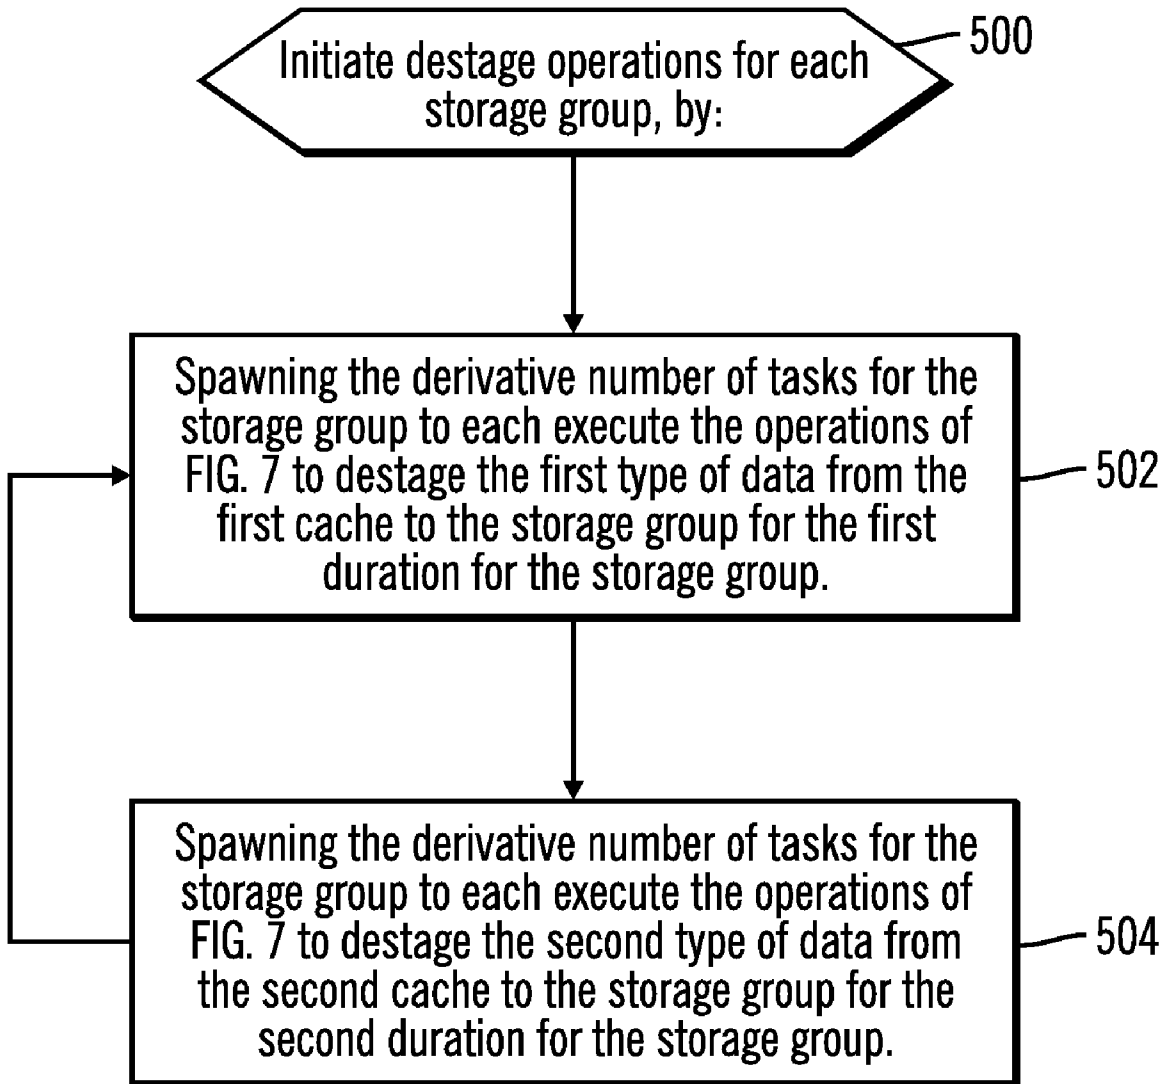 Initiate destage operations for each
storage group, by:
500
Spawning the derivative number of tasks for the
storage group to each execute the operations of
FIG. 7 to destage the first type of data from the
first cache to the storage group for the first
duration for the storage group.
502
Spawning the derivative number of tasks for the
storage group to each execute the operations of
FIG. 7 to destage the second type of data from
the second cache to the storage group for the
second duration for the storage group.
504